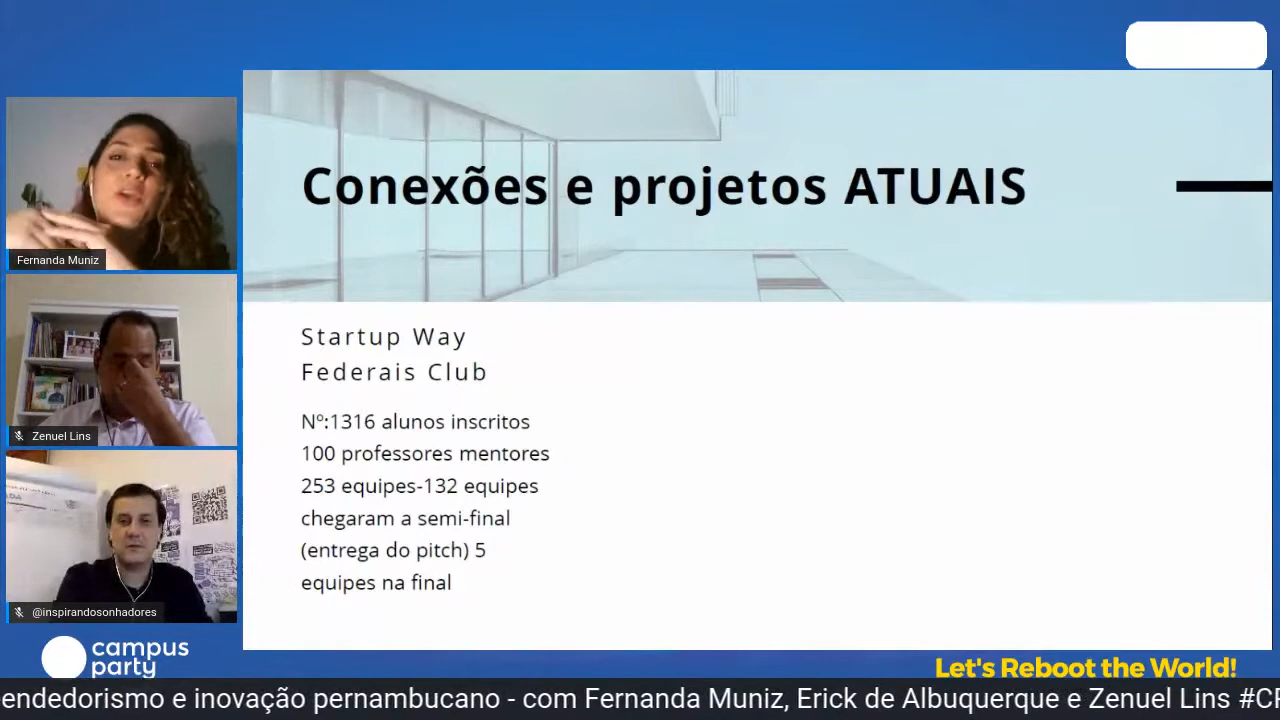 Conexões e projetos ATUAIS
Fernanda Muniz
Startup Way
Federais Club
Nº:1316 alunos inscritos
100 professores mentores
253 equipes-132 equipes
chegaram a semi-final
(entrega do pitch) 5
equipes na final
Zenuel Lins
@inspirandosonhadores
campus
party
Let's Reboot the World!
endedorismo e inovação pernambucano - com Fernanda Muniz, Erick de Albuquerque e Zenuel Lins #CP